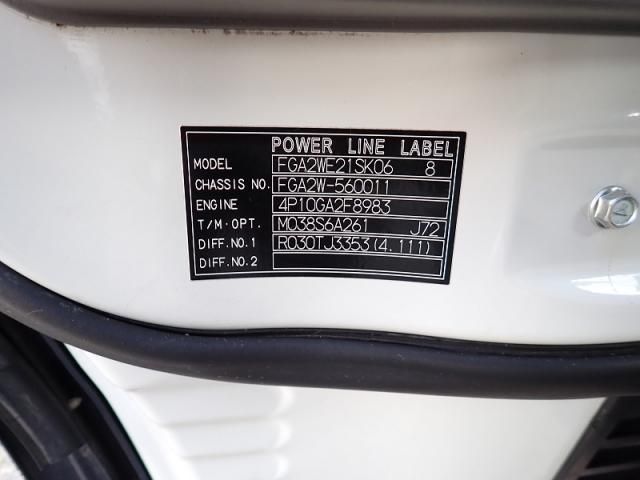 POWER LINE LABEL
MODEL FGA2WE21SK06 8
CHASSIS NO. FGA2W-560011
ENGINE 4P10GA2F8983
T/M·OPT. M038S6A261 J72
DIFF.NO.1 R030TJ3353(4.111)
DIFF.NO.2